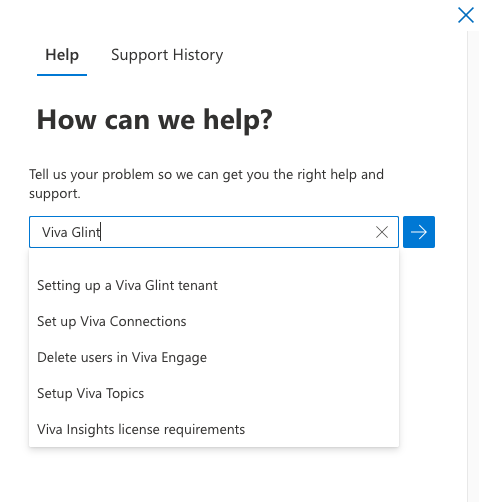 Help
Support History
How can we help?
Tell us your problem so we can get you the right help and
support.
Viva Glint
Setting up a Viva Glint tenant
Set up Viva Connections
Delete users in Viva Engage
Setup Viva Topics
Viva Insights license requirements